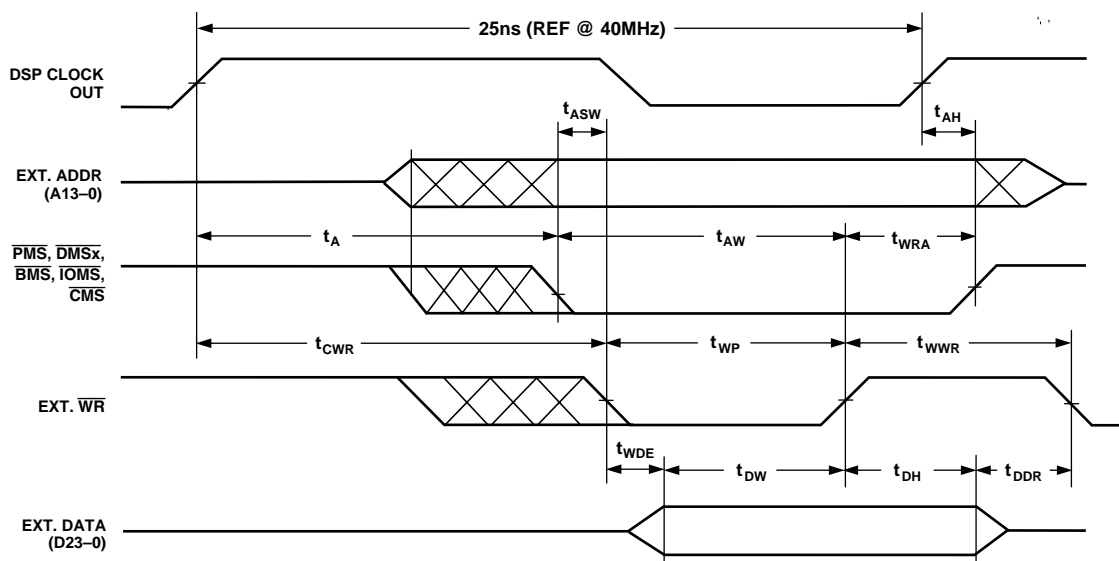 25ns (REF @ 40MHz)
DSP CLOCK
OUT
tASW
tAH
EXT. ADDR
(A13–0)
tA
tAW
tWRA
PMS, DMSx,
BMS, IOMS,
CMS
tCWR
tWP
tWWR
EXT. WR
tWDE
tDW
tDH
tDDR
EXT. DATA
(D23–0)